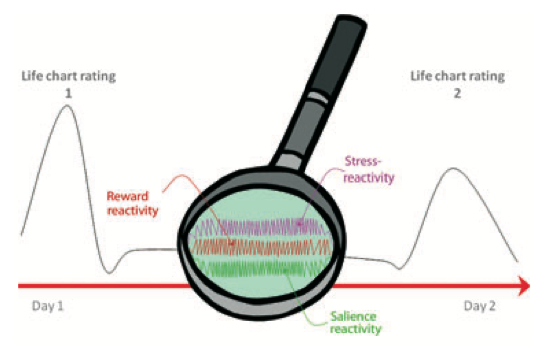 Life chart rating
1
Life chart rating
2
Stress-
reactivity
Reward
reactivity
Day 1
Day 2
Salience
reactivity